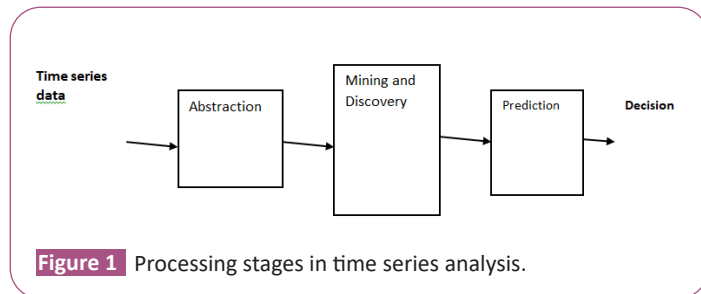 Time series
data
Abstraction
Mining and
Discovery
Prediction
Decision
Figure 1 Processing stages in time series analysis.